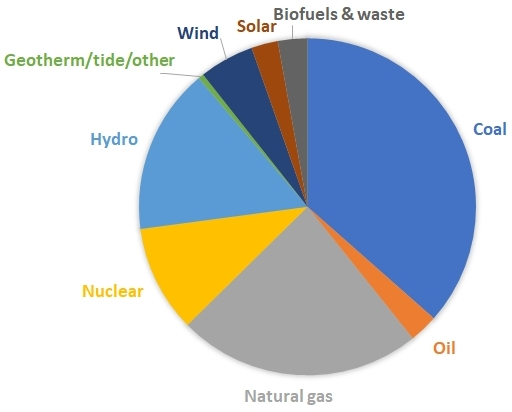 Biofuels & waste
Solar
Wind
Geotherm/tide/other
Coal
Hydro
Nuclear
Oil
Natural gas